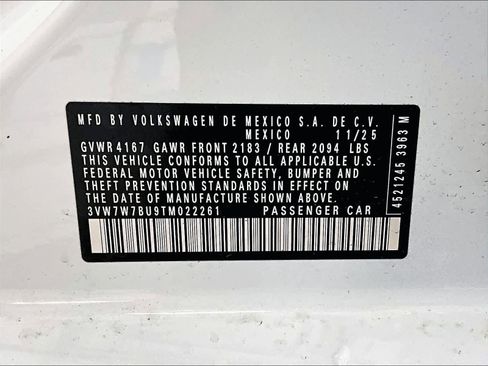 MFD BY VOLKSWAGEN DE MEXICO S.A. DE C.V.
MEXICO 11/25
GVWR 4167 GAWR FRONT 2183 / REAR 2094 LBS
THIS VEHICLE CONFORMS TO ALL APPLICABLE
FEDERAL MOTOR VEHICLE SAFETY, BUMPER AND
THEFT PREVENTION STANDARDS IN EFFECT ON THE
DATE OF MANUFACTURE SHOWN ABOVE.
3VW7W7BU9TM022261 PASSENGER CAR
4521245 3963 M